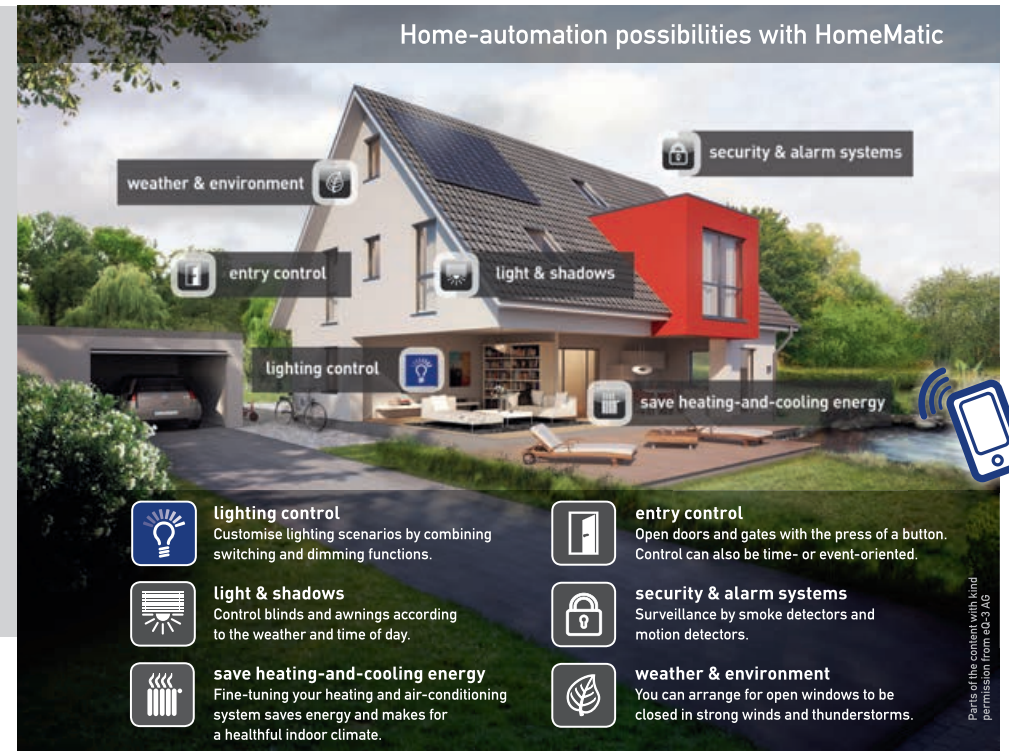 Home-automation possibilities with HomeMatic
security & alarm systems
weather & environment
entry control
light & shadows
lighting control
save heating-and-cooling energy
lighting control
Customise lighting scenarios by combining
switching and dimming functions.
light & shadows
Control blinds and awnings according
to the weather and time of day.
save heating-and-cooling energy
Fine-tuning your heating and air-conditioning
system saves energy and makes for
a healthful indoor climate.
entry control
Open doors and gates with the press of a button.
Control can also be time- or event-oriented.
security & alarm systems
Surveillance by smoke detectors and
motion detectors.
weather & environment
You can arrange for open windows to be
closed in strong winds and thunderstorms.
Parts of the content with kind
permission from eQ-3 AG